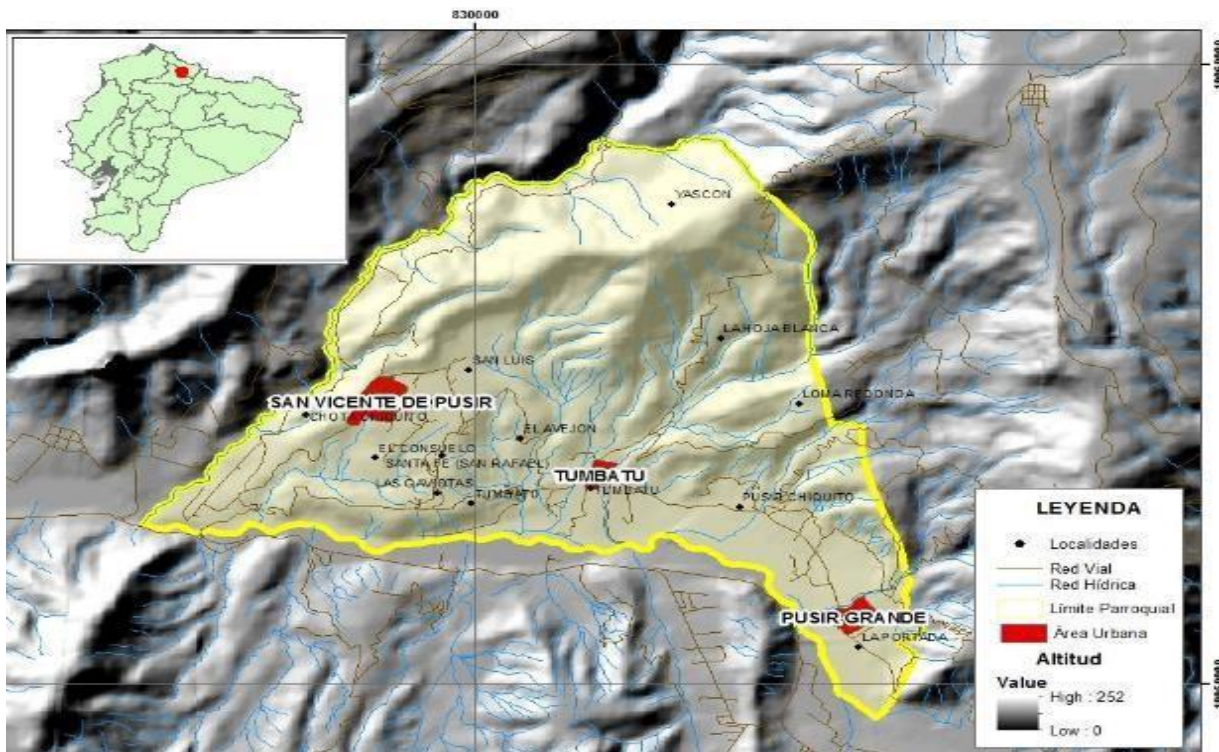 830000
YASCON
LA HOJA BLANCA
SAN LUIS
LOMA REDONDA
SAN VICENTE DE PUSIR
EL AVEJON
EL CONSUELO
SANTA FE (SAN RAFAEL)
TUMBATU
LAS GAVIOTAS
TUMBATU
TUMBATU
PUSIR CHIQUITO
PUSIR GRANDE
LA PORTADA
LEYENDA
Localidades
Red Vial
Red Hídrica
Límite Parroquial
Área Urbana
Altitud
Value
High : 252
Low : 0